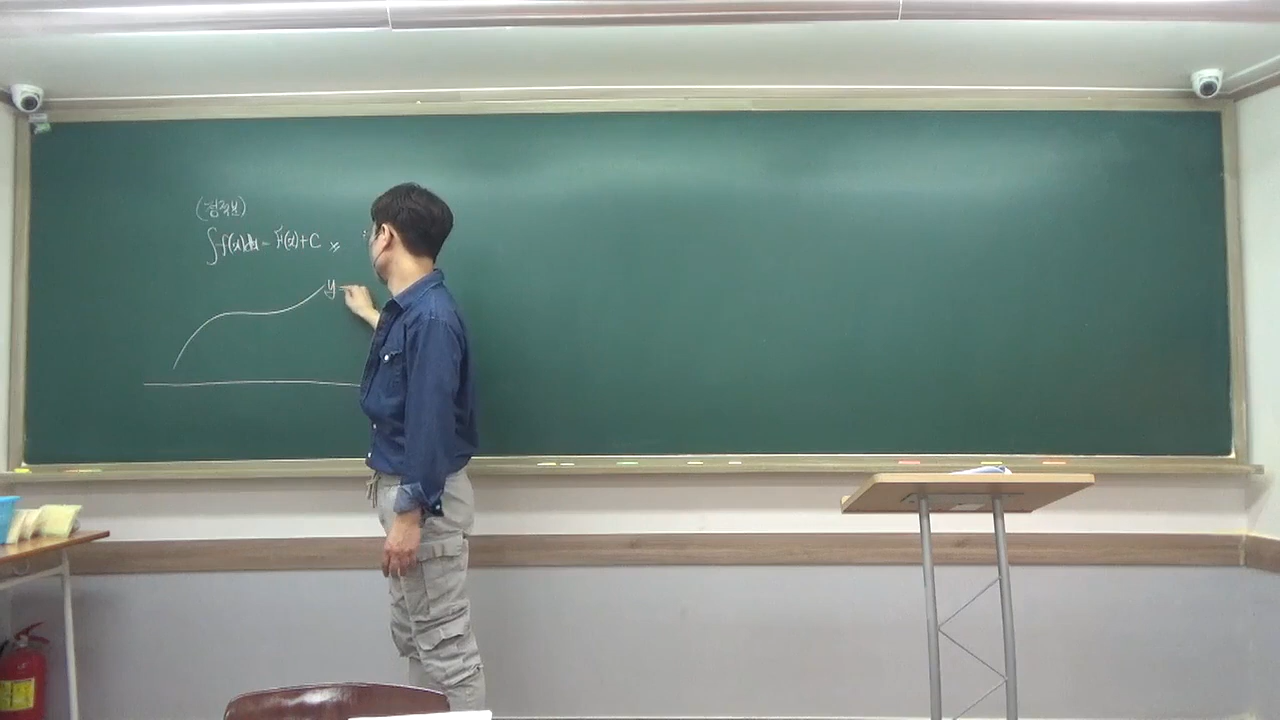 (정적분)
∫f(x)dx = F(x)+C
y